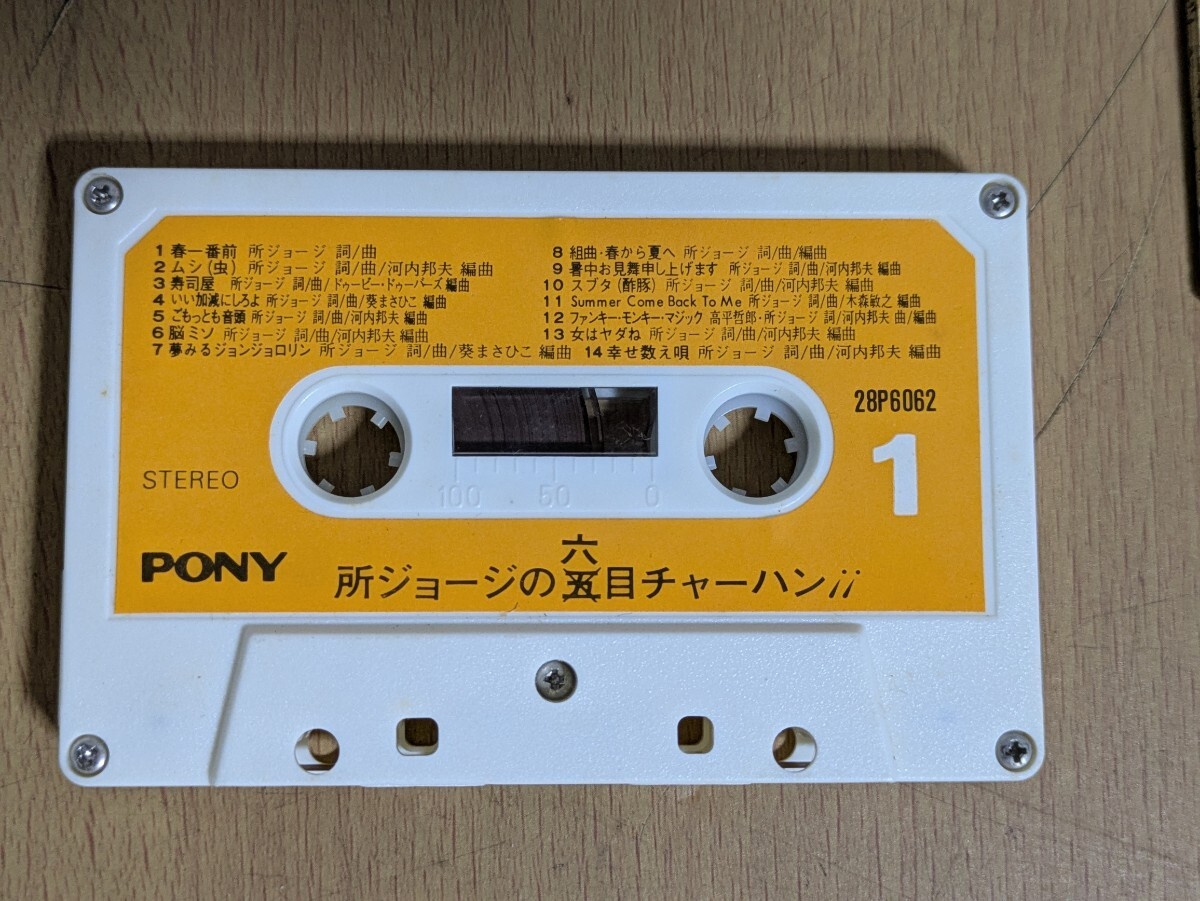 1 春一番前 所ジョージ 詞/曲
2 ムシ(虫) 所ジョージ 詞/曲/河内邦夫 編曲
3 寿司屋 所ジョージ 詞/曲/ドゥービー・ドゥーバーズ 編曲
4 いい加減にしろよ 所ジョージ 詞/曲/葵まさひこ 編曲
5 ごもっとも音頭 所ジョージ 詞/曲/河内邦夫 編曲
6 脳ミソ 所ジョージ 詞/曲/河内邦夫 編曲
7 夢みるジョンジョロリン 所ジョージ 詞/曲/葵まさひこ 編曲
8 組曲・春から夏へ 所ジョージ 詞/曲/編曲
9 暑中お見舞申し上げます 所ジョージ 詞/曲/河内邦夫 編曲
10 スブタ(酢豚) 所ジョージ 詞/曲/河内邦夫 編曲
11 Summer Come Back To Me 所ジョージ 詞/曲/木森敏之 編曲
12 ファンキー・モンキー・マジック 高平哲郎・所ジョージ 詞/河内邦夫 曲/編曲
13 女はヤダね 所ジョージ 詞/曲/河内邦夫 編曲
14 幸せ数え唄 所ジョージ 詞/曲/河内邦夫 編曲
28P6062
1
STEREO
100 50 0
PONY
六
所ジョージの五目チャーハン¡¡